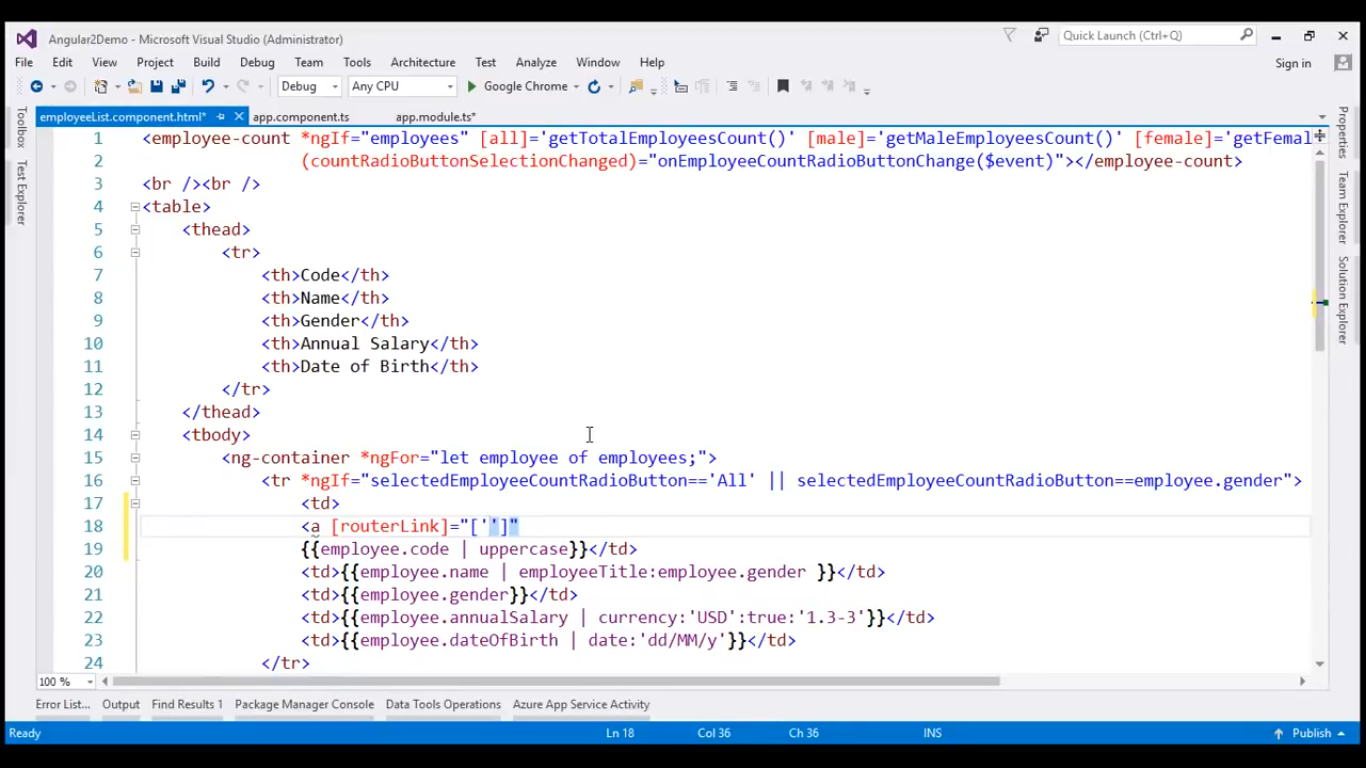 Angular2Demo - Microsoft Visual Studio (Administrator)
Quick Launch (Ctrl+Q)
File Edit View Project Build Debug Team Tools Architecture Test Analyze Window Help
Sign in
Debug Any CPU Google Chrome
employeeList.component.html* app.component.ts app.module.ts*
Toolbox
Test Explorer
Properties
Team Explorer
Solution Explorer
1 <employee-count *ngIf="employees" [all]='getTotalEmployeesCount()' [male]='getMaleEmployeesCount()' [female]='getFemal
2 (countRadioButtonSelectionChanged)="onEmployeeCountRadioButtonChange($event)"></employee-count>
3 <br /><br />
4 <table>
5 <thead>
6 <tr>
7 <th>Code</th>
8 <th>Name</th>
9 <th>Gender</th>
10 <th>Annual Salary</th>
11 <th>Date of Birth</th>
12 </tr>
13 </thead>
14 <tbody>
15 <ng-container *ngFor="let employee of employees;">
16 <tr *ngIf="selectedEmployeeCountRadioButton=='All' || selectedEmployeeCountRadioButton==employee.gender">
17 <td>
18 <a [routerLink]="['']"
19 {{employee.code | uppercase}}</td>
20 <td>{{employee.name | employeeTitle:employee.gender }}</td>
21 <td>{{employee.gender}}</td>
22 <td>{{employee.annualSalary | currency:'USD':true:'1.3-3'}}</td>
23 <td>{{employee.dateOfBirth | date:'dd/MM/y'}}</td>
24 </tr>
100 %
Error List... Output Find Results 1 Package Manager Console Data Tools Operations Azure App Service Activity
Ready Ln 18 Col 36 Ch 36 INS Publish